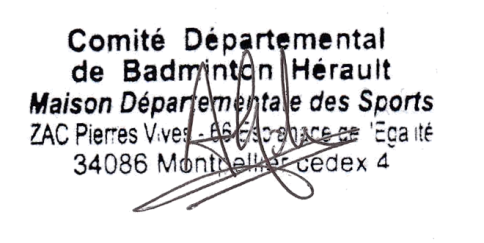 Comité Départemental
de Badminton Hérault
Maison Départementale des Sports
ZAC Pierres Vives - 66 Esplanade de l'Egalité
34086 Montpellier cedex 4